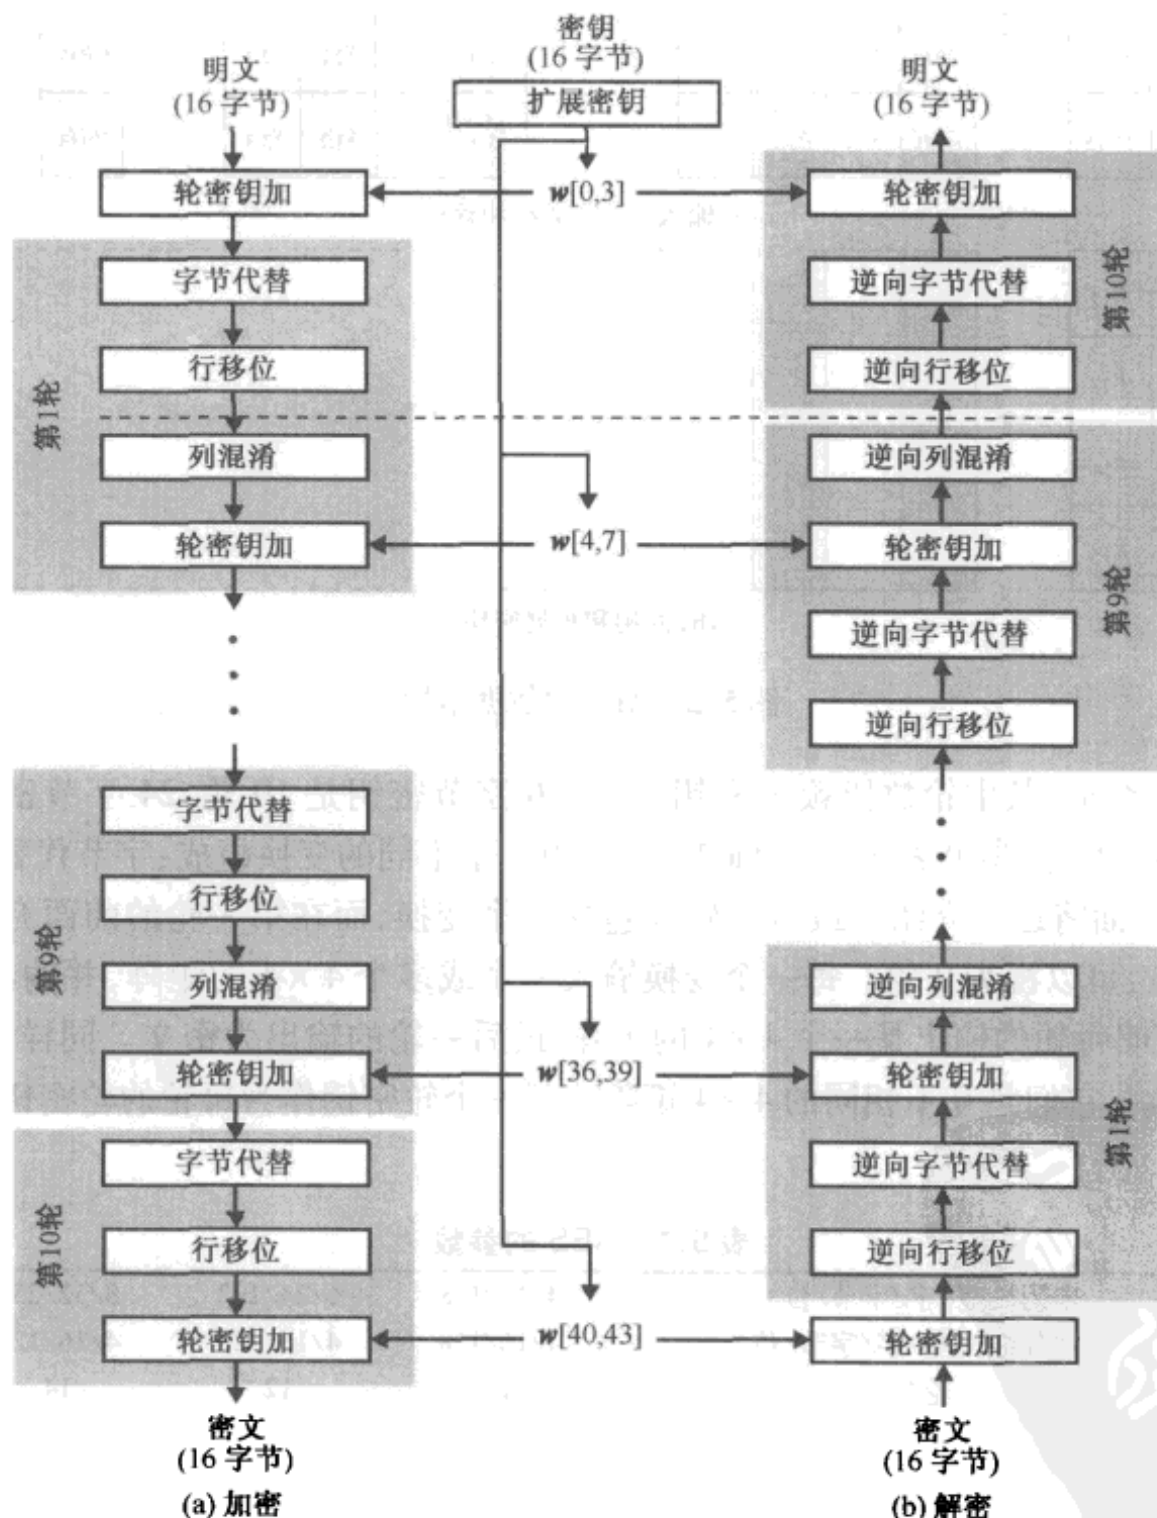 密钥
(16 字节)
扩展密钥
明文
(16 字节)
轮密钥加
第1轮
字节代替
行移位
列混淆
轮密钥加
第9轮
字节代替
行移位
列混淆
轮密钥加
第10轮
字节代替
行移位
轮密钥加
密文
(16 字节)
(a) 加密
w[0,3]
w[4,7]
w[36,39]
w[40,43]
明文
(16 字节)
轮密钥加
逆向字节代替
逆向行移位
第10轮
逆向列混淆
轮密钥加
逆向字节代替
逆向行移位
第9轮
逆向列混淆
轮密钥加
逆向字节代替
逆向行移位
第1轮
轮密钥加
密文
(16 字节)
(b) 解密